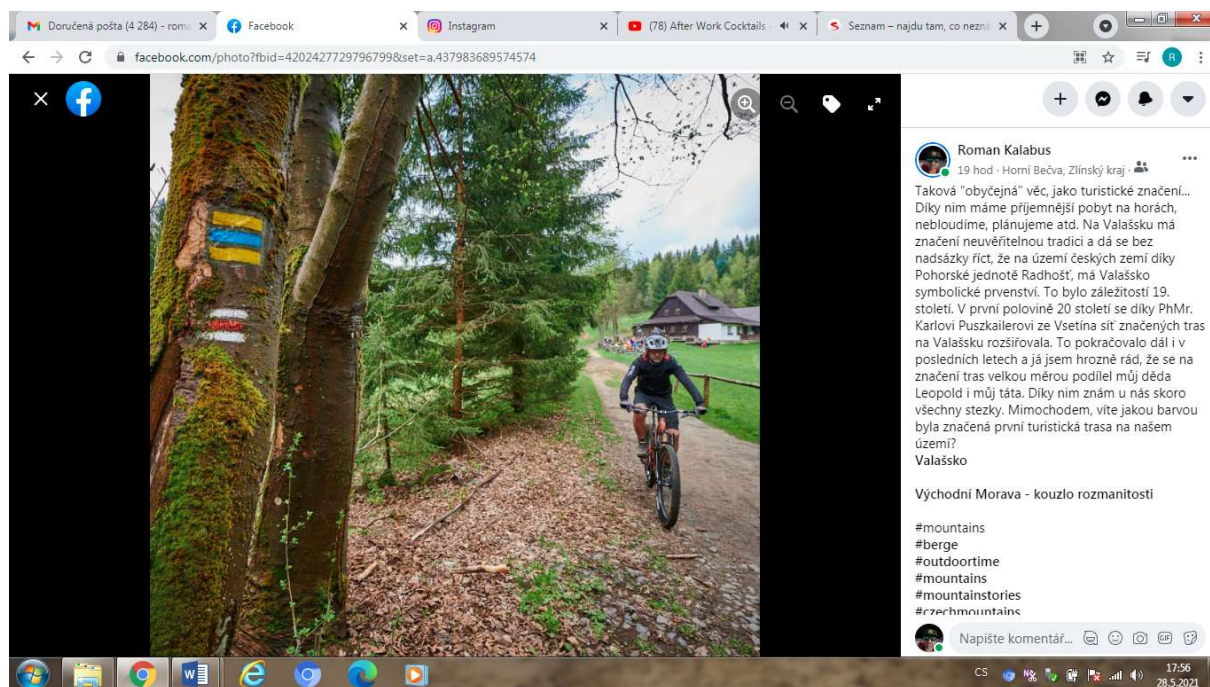 Doručená pošta (4 284) - roma
Facebook
Instagram
(78) After Work Cocktails
Seznam – najdu tam, co nezná
facebook.com/photo?fbid=4202427729796799&set=a.437983689574574
R
Roman Kalabus
19 hod · Horní Bečva, Zlínský kraj ·
Taková "obyčejná" věc, jako turistické značení...
Díky nim máme příjemnější pobyt na horách,
nebloudíme, plánujeme atd. Na Valašsku má
značení neuvěřitelnou tradici a dá se bez
nadsázky říct, že na území českých zemí díky
Pohorské jednotě Radhošť, má Valašsko
symbolické prvenství. To bylo záležitostí 19.
století. V první polovině 20 století se díky PhMr.
Karlovi Puszkailerovi ze Vsetína síť značených tras
na Valašsku rozšiřovala. To pokračovalo dál i v
posledních letech a já jsem hrozně rád, že se na
značení tras velkou měrou podílel můj děda
Leopold i můj táta. Díky nim znám u nás skoro
všechny stezky. Mimochodem, víte jakou barvou
byla značená první turistická trasa na našem
území?
Valašsko
Východní Morava - kouzlo rozmanitosti
#mountains
#berge
#outdoortime
#mountains
#mountainstories
#czechmountains
Napište komentář...
GIF
CS
17:56
28.5.2021